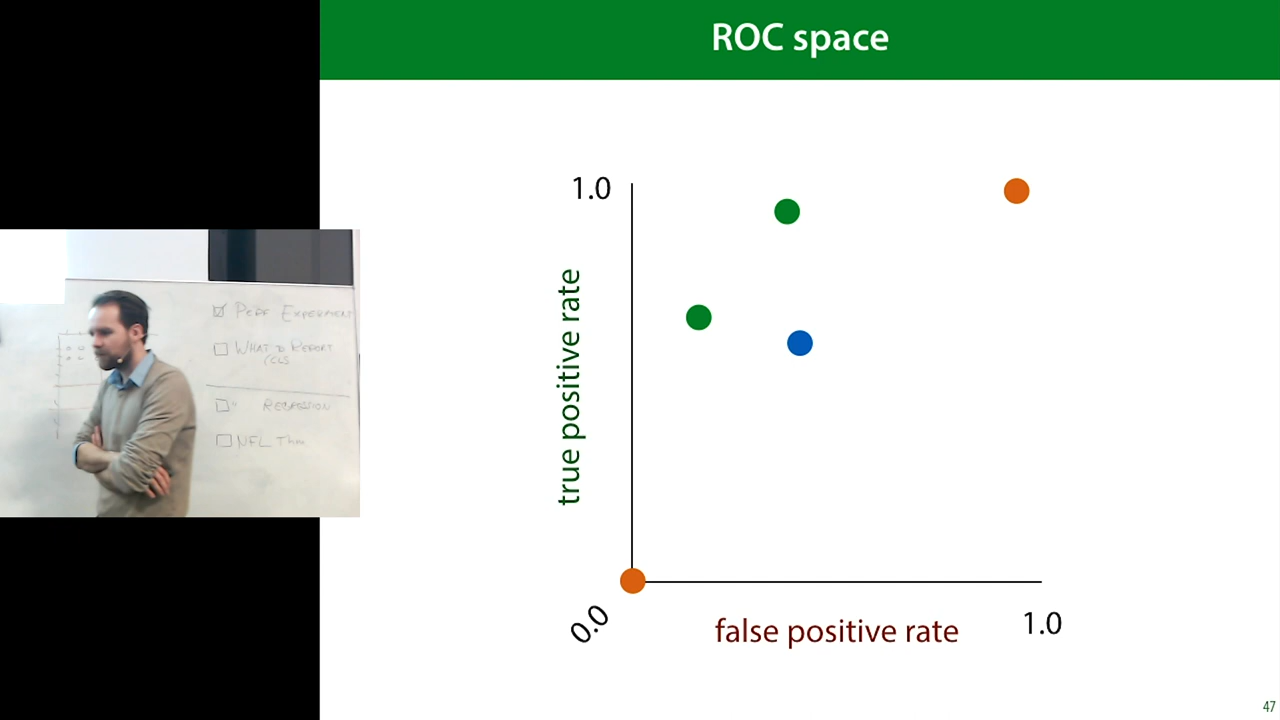 ROC space
1.0
true positive rate
0.0
false positive rate
1.0
47
PERF EXPERIMENT
WHAT TO REPORT
REGRESSION
NFL Thm